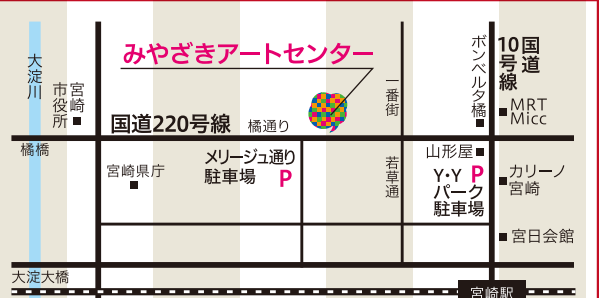 みやざきアートセンター
大淀川
宮崎
市役所
国道220号線
橘通り
一番街
ボンベルタ橘
国道
10号線
MRT
Micc
橘橋
宮崎県庁
メリージュ通り
駐車場
P
若草通
山形屋
Y・Y
パーク
駐車場
P
カリーノ
宮崎
宮日会館
大淀大橋
宮崎駅